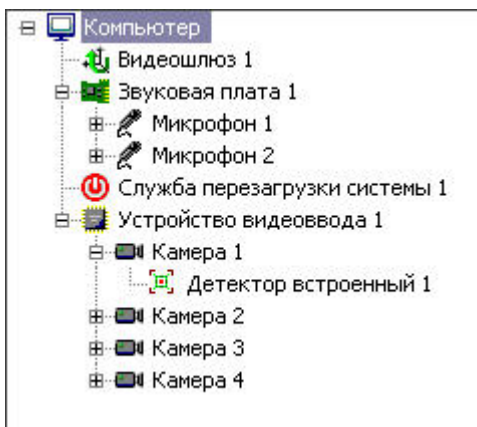 Компьютер
Видеошлюз 1
Звуковая плата 1
Микрофон 1
Микрофон 2
Служба перезагрузки системы 1
Устройство видеоввода 1
Камера 1
Детектор встроенный 1
Камера 2
Камера 3
Камера 4